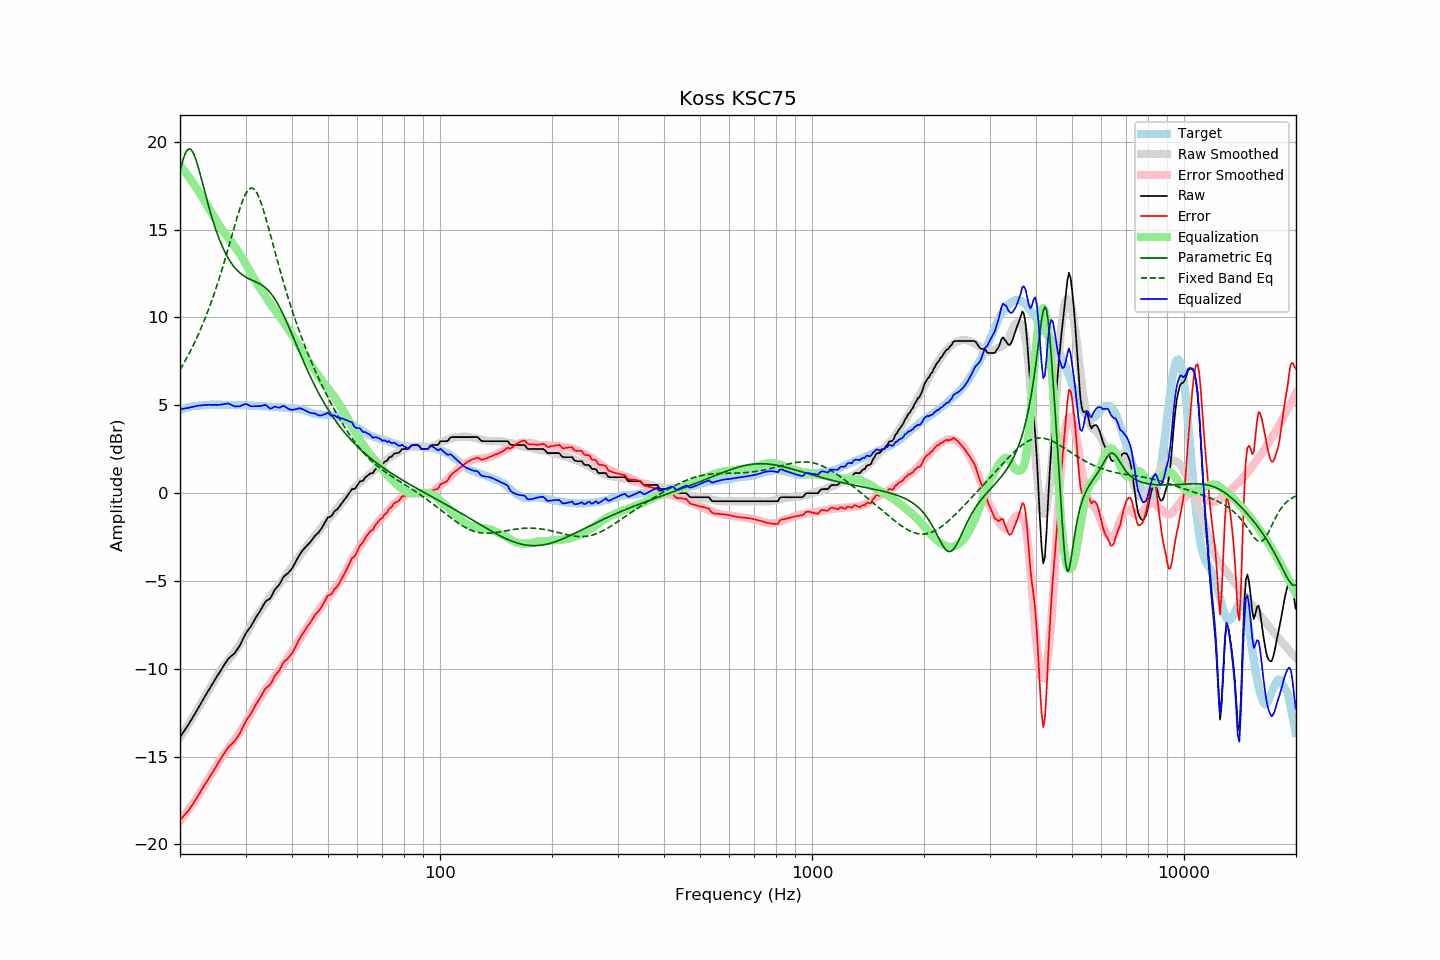 Koss KSC75
20
15
10
5
0
−5
−10
−15
−20
Amplitude (dBr)
100
1000
10000
Frequency (Hz)
Target
Raw Smoothed
Error Smoothed
Raw
Error
Equalization
Parametric Eq
Fixed Band Eq
Equalized